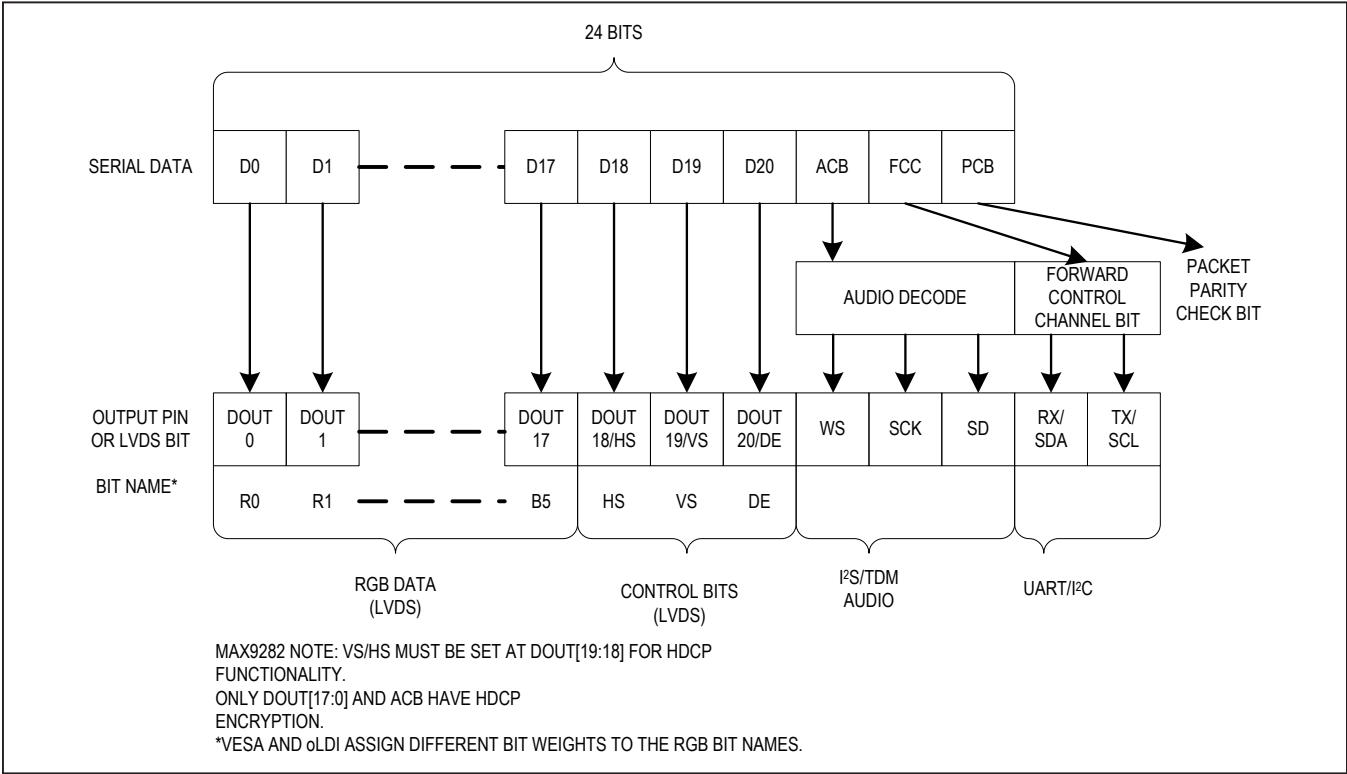 24 BITS
SERIAL DATA D0 D1 D17 D18 D19 D20 ACB FCC PCB
AUDIO DECODE
FORWARD
CONTROL
CHANNEL BIT
PACKET
PARITY
CHECK BIT
OUTPUT PIN
OR LVDS BIT
DOUT
0
DOUT
1
DOUT
17
DOUT
18/HS
DOUT
19/VS
DOUT
20/DE
WS
SCK
SD
RX/
SDA
TX/
SCL
BIT NAME*
R0 R1 B5 HS VS DE
RGB DATA
(LVDS)
CONTROL BITS
(LVDS)
I²S/TDM
AUDIO
UART/I²C
MAX9282 NOTE: VS/HS MUST BE SET AT DOUT[19:18] FOR HDCP
FUNCTIONALITY.
ONLY DOUT[17:0] AND ACB HAVE HDCP
ENCRYPTION.
*VESA AND oLDI ASSIGN DIFFERENT BIT WEIGHTS TO THE RGB BIT NAMES.